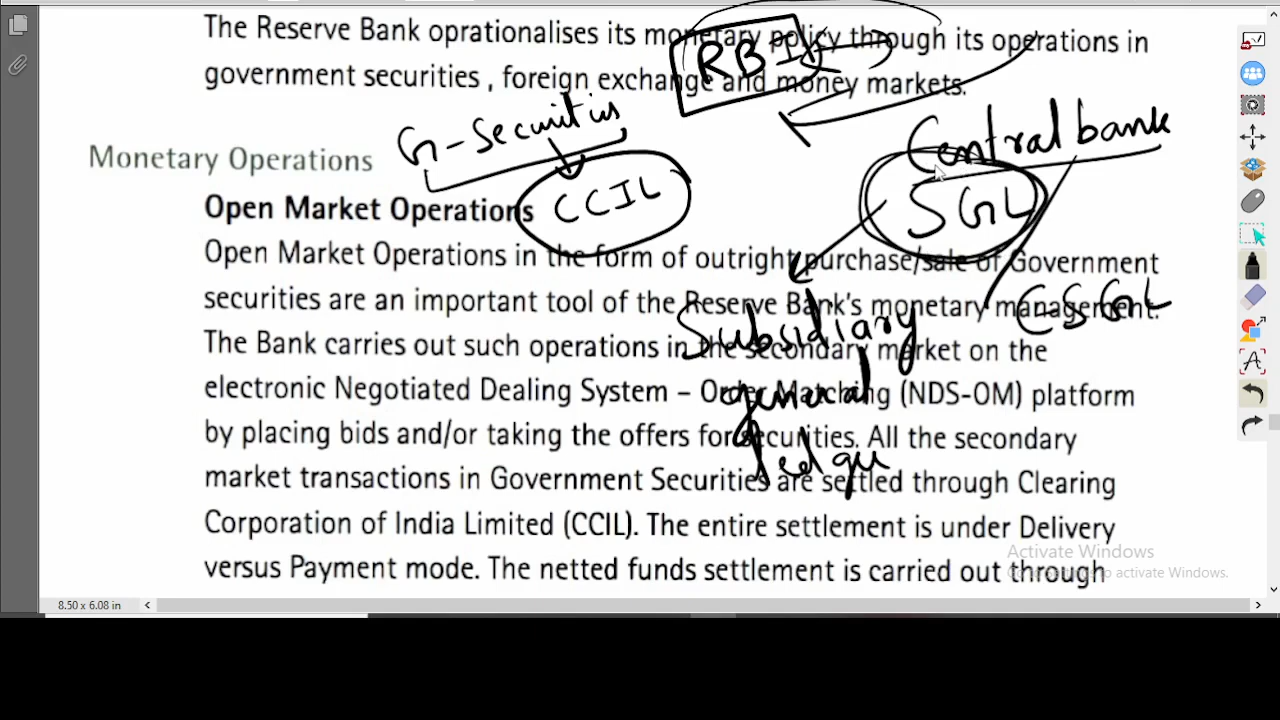 The Reserve Bank oprationalises its monetary policy through its operations in
RBI
government securities , foreign exchange and money markets.
G-Securities
Central bank
Monetary Operations
CCIL
SGL
Open Market Operations
Open Market Operations in the form of outright purchase/sale of Government
securities are an important tool of the Reserve Bank's monetary management.
CSGL
Subsidiary
The Bank carries out such operations in the secondary market on the
electronic Negotiated Dealing System – Order Matching (NDS-OM) platform
general
by placing bids and/or taking the offers for securities. All the secondary
market transactions in Government Securities are settled through Clearing
Corporation of India Limited (CCIL). The entire settlement is under Delivery
Activate Windows
versus Payment mode. The netted funds settlement is carried out through
8.50 x 6.08 in